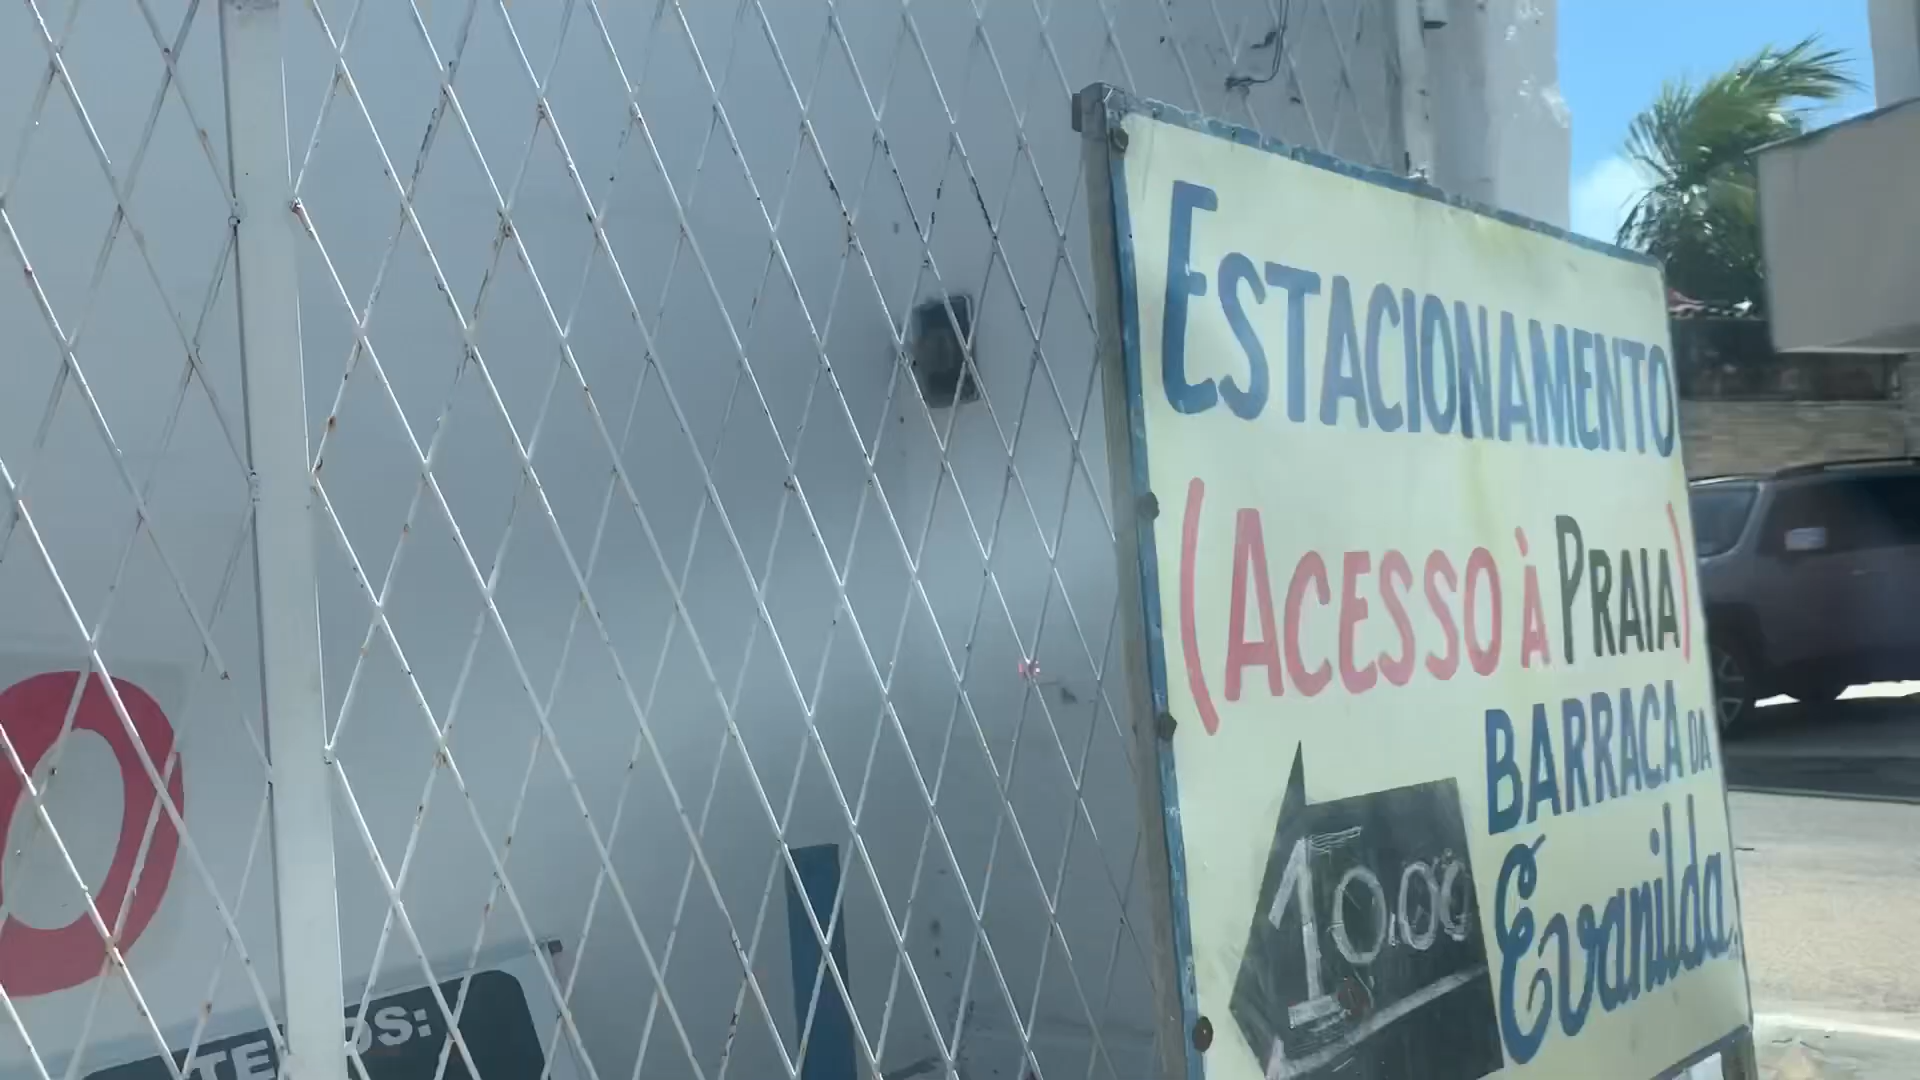 ESTACIONAMENTO
(ACESSO À PRAIA)
BARRACA DA
Evanilda
10,00
O